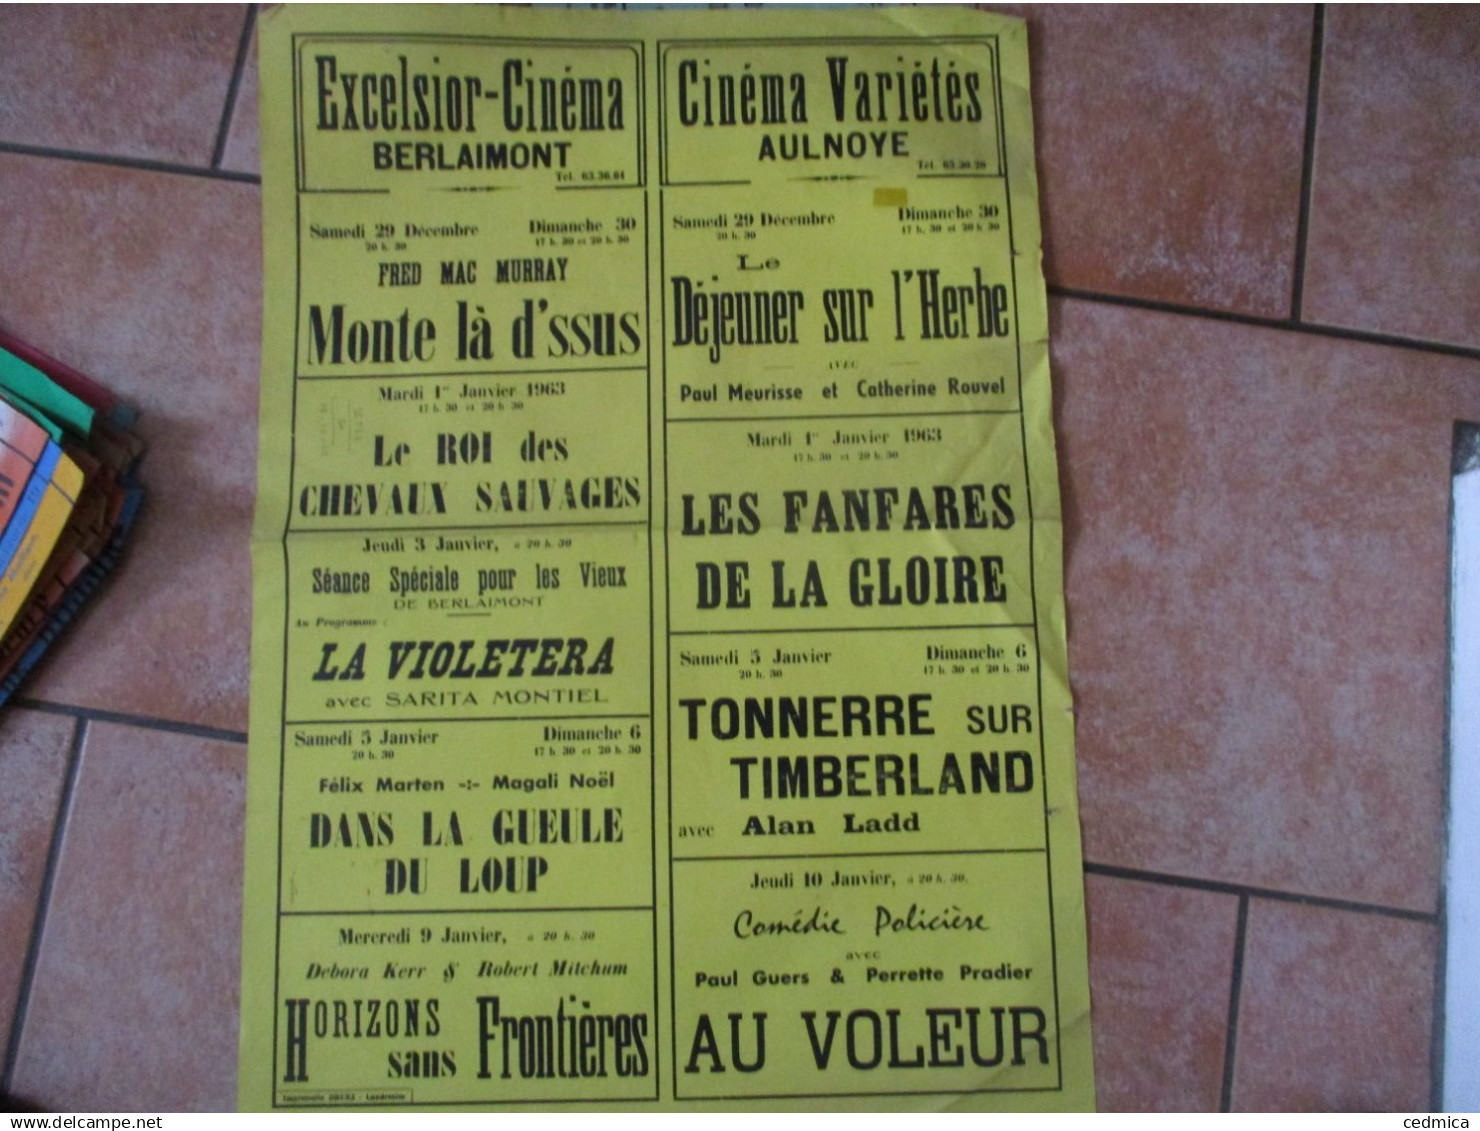 Excelsior-Cinéma
BERLAIMONT
Tél. 63.36.64
Samedi 29 Décembre
20 h. 30
Dimanche 30
17 h. 30 et 20 h. 30
FRED MAC MURRAY
Monte là d'ssus
Mardi 1er Janvier 1963
17 h. 30 et 20 h. 30
Le ROI des
CHEVAUX SAUVAGES
Jeudi 3 Janvier, à 20 h. 30
Séance Spéciale pour les Vieux
DE BERLAIMONT
Au Programme :
LA VIOLETERA
avec SARITA MONTIEL
Samedi 5 Janvier
20 h. 30
Dimanche 6
17 h. 30 et 20 h. 30
Félix Marten -:- Magali Noël
DANS LA GUEULE
DU LOUP
Mercredi 9 Janvier, à 20 h. 30
Debora Kerr & Robert Mitchum
HORIZONS
sans Frontières
Imprimerie
Cinéma Variétés
AULNOYE
Tél. 63.30.20
Samedi 29 Décembre
20 h. 30
Dimanche 30
17 h. 30 et 20 h. 30
Le
Déjeuner sur l'Herbe
AVEC
Paul Meurisse et Catherine Rouvel
Mardi 1er Janvier 1963
17 h. 30 et 20 h. 30
LES FANFARES
DE LA GLOIRE
Samedi 5 Janvier
20 h. 30
Dimanche 6
17 h. 30 et 20 h. 30
TONNERRE SUR
TIMBERLAND
avec Alan Ladd
Jeudi 10 Janvier, à 20 h. 30.
Comédie Policière
avec
Paul Guers & Perrette Pradier
AU VOLEUR
cedmica